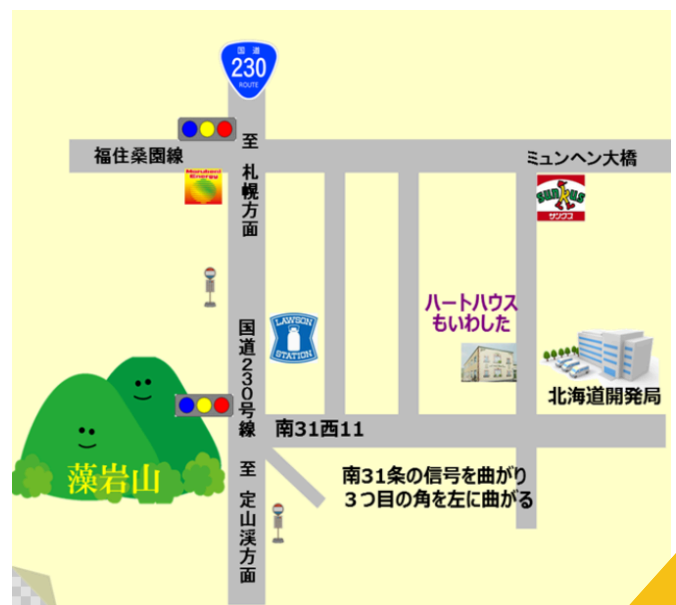 国道
230
ROUTE
至札幌方面
福住桑園線
ミュンヘン大橋
Marubeni
Energy
sunkus
サンクス
国道230号線
LAWSON
STATION
ハートハウス
もいわした
北海道開発局
南31西11
藻岩山
至定山渓方面
南31条の信号を曲がり
3つ目の角を左に曲がる